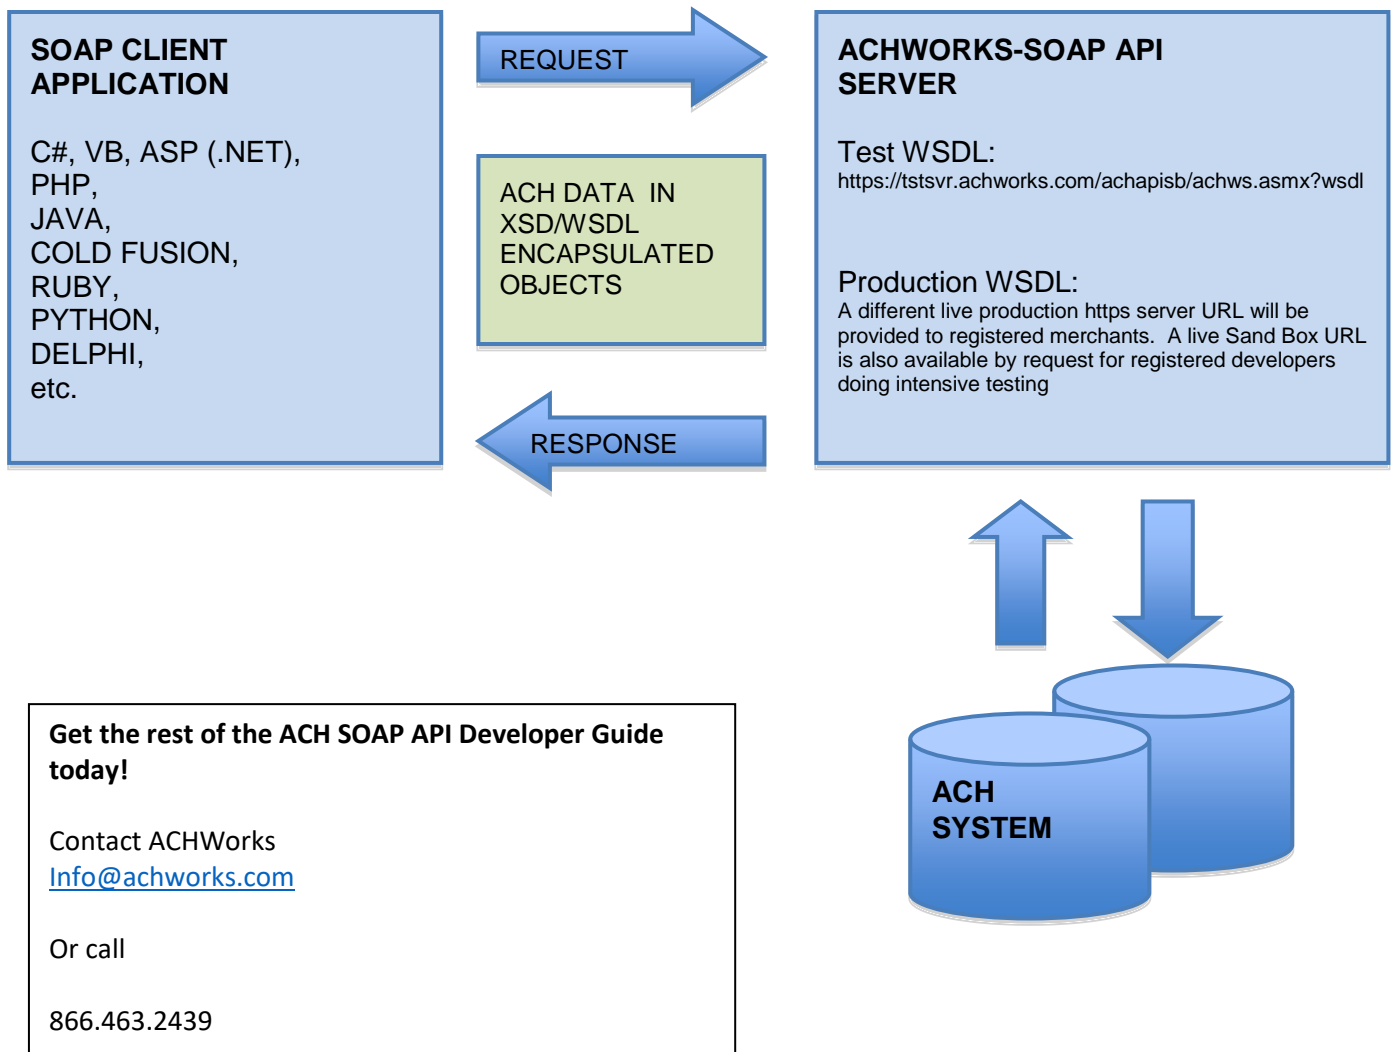 SOAP CLIENT
APPLICATION
C#, VB, ASP (.NET),
PHP,
JAVA,
COLD FUSION,
RUBY,
PYTHON,
DELPHI,
etc.
REQUEST
ACH DATA IN
XSD/WSDL
ENCAPSULATED
OBJECTS
RESPONSE
ACHWORKS-SOAP API
SERVER
Test WSDL:
https://tstsvr.achworks.com/achapisb/achws.asmx?wsdl
Production WSDL:
A different live production https server URL will be
provided to registered merchants. A live Sand Box URL
is also available by request for registered developers
doing intensive testing
ACH
SYSTEM
Get the rest of the ACH SOAP API Developer Guide
today!
Contact ACHWorks
Info@achworks.com
Or call
866.463.2439